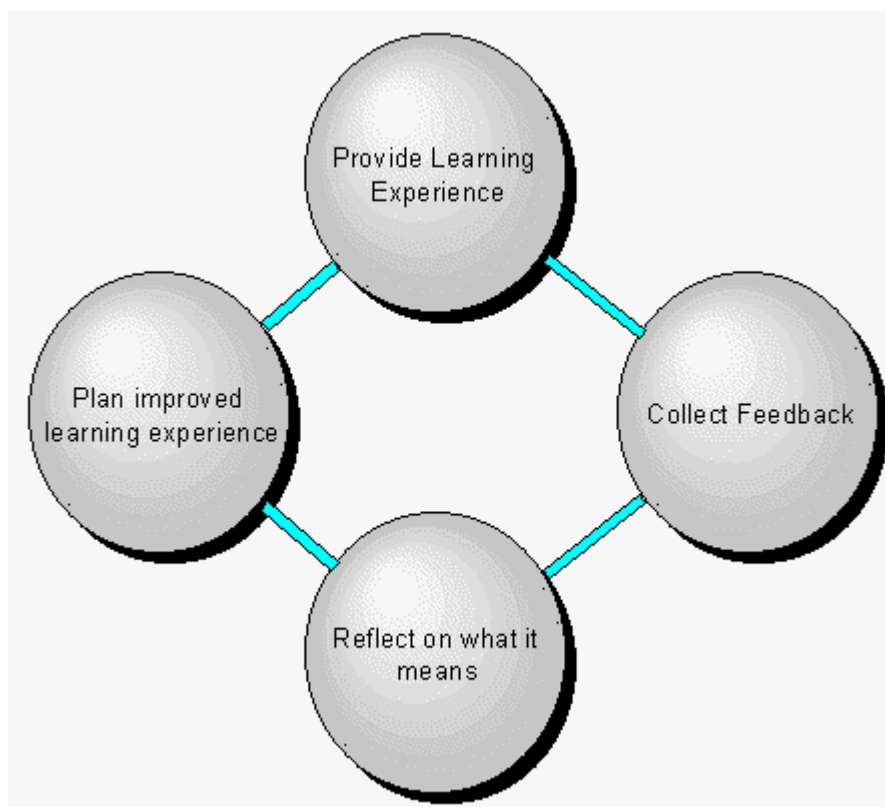 Provide Learning
Experience
Plan improved
learning experience
Collect Feedback
Reflect on what it
means